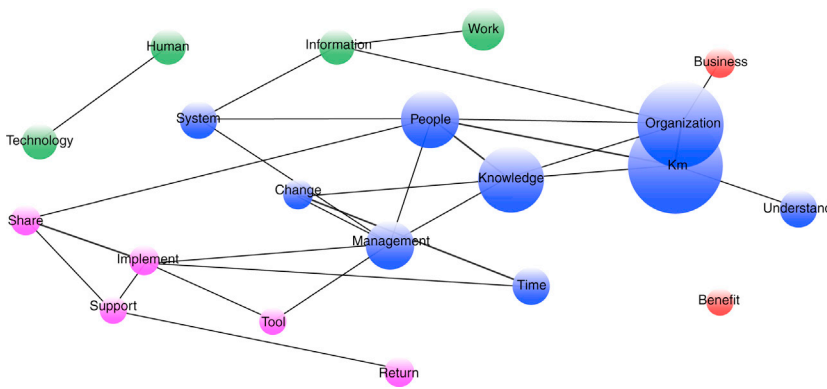 Work
Human
Information
Business
System
People
Organization
Technology
Km
Knowledge
Change
Understand
Share
Management
Implement
Time
Benefit
Support
Tool
Return